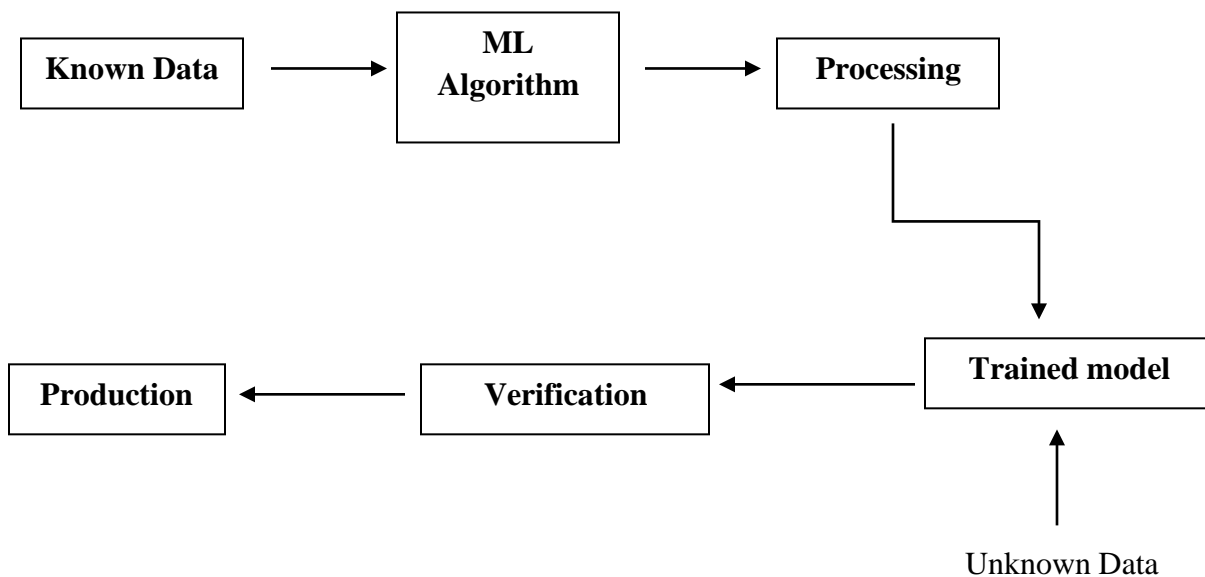 Known Data
ML
Algorithm
Processing
Trained model
Verification
Production
Unknown Data